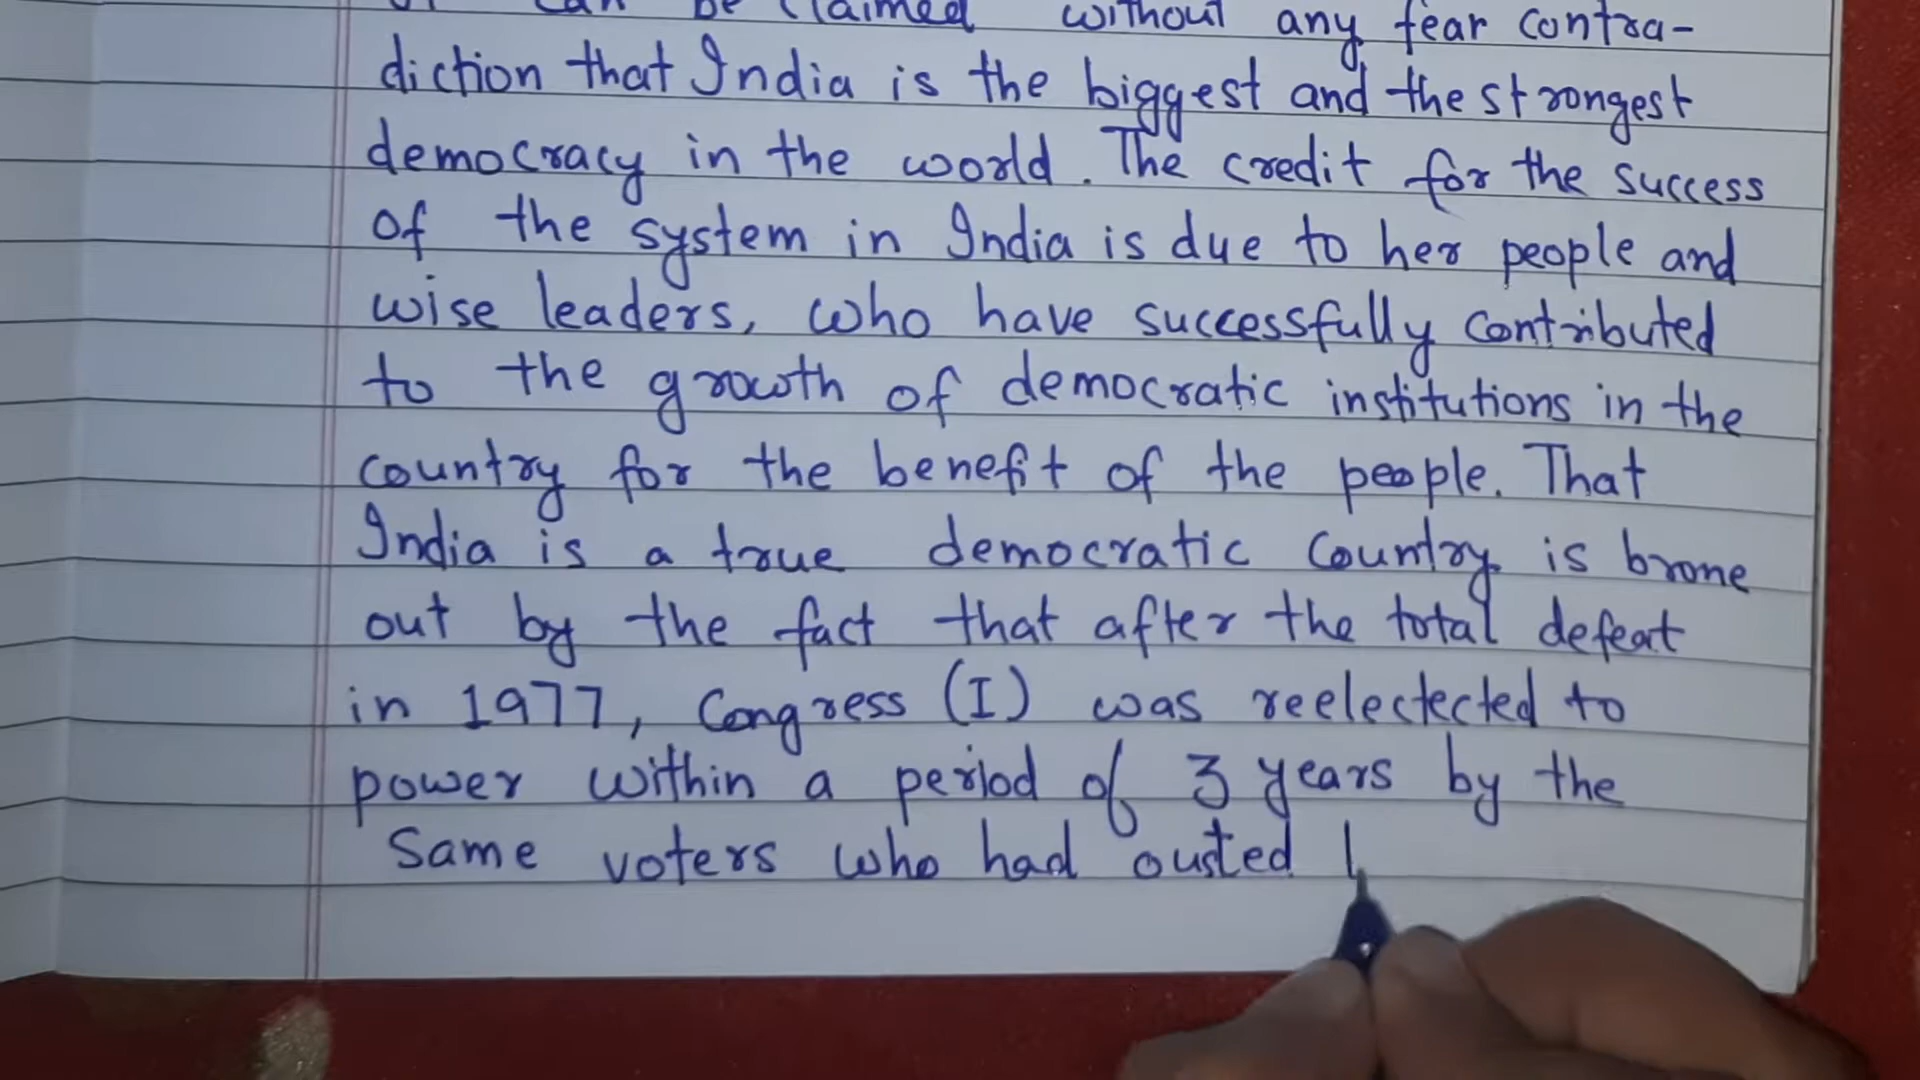 can be claimed without any fear contra-
diction that India is the biggest and the strongest
democracy in the world. The credit for the success
of the system in India is due to her people and
wise leaders, who have successfully contributed
to the growth of democratic institutions in the
country for the benefit of the people. That
India is a true democratic country is brone
out by the fact that after the total defeat
in 1977, Congress (I) was reelectected to
power within a period of 3 years by the
Same voters who had ousted